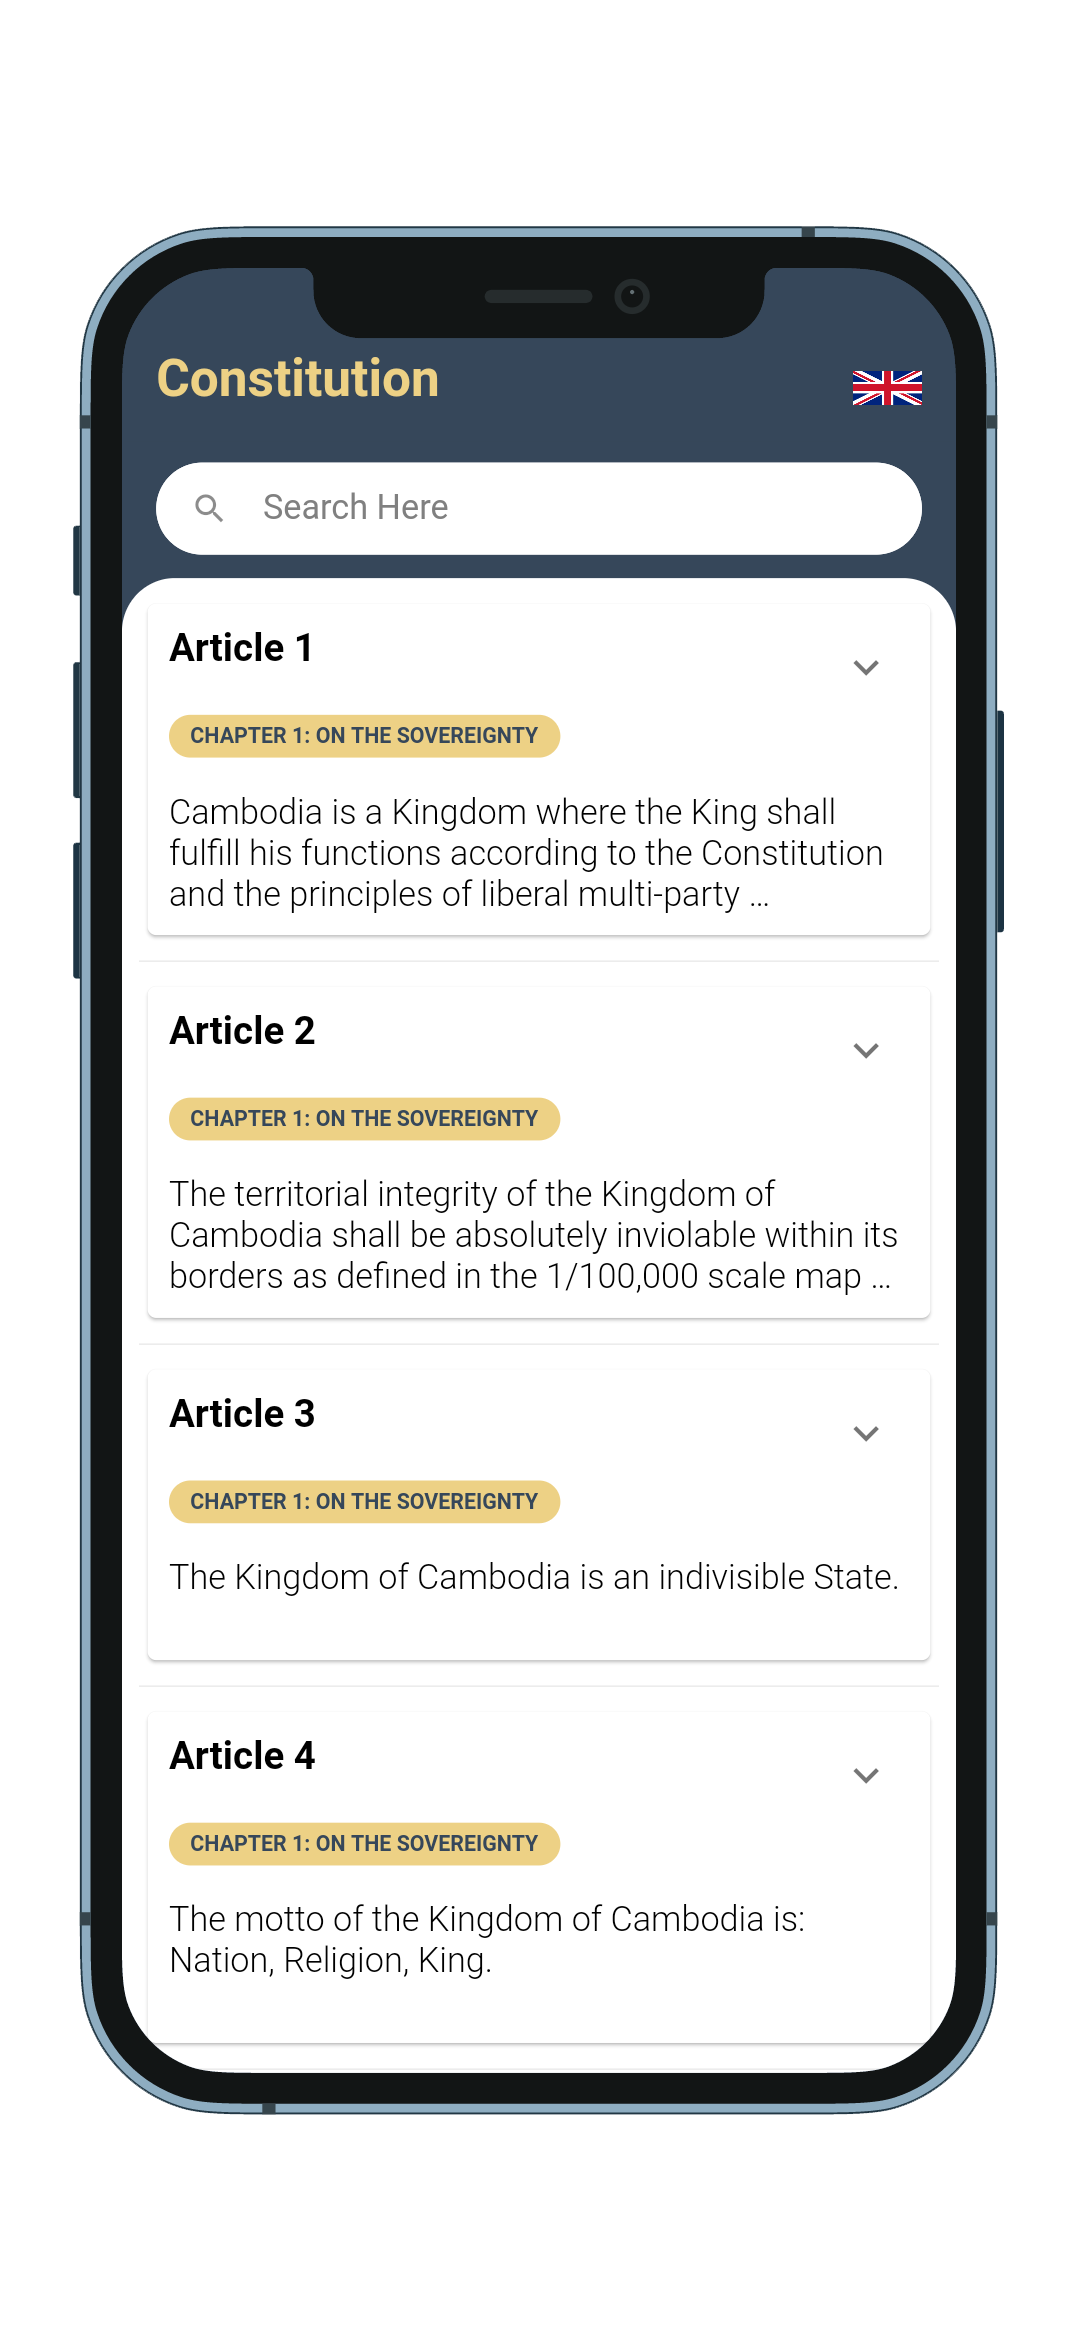 Constitution
Search Here
Article 1
CHAPTER 1: ON THE SOVEREIGNTY
Cambodia is a Kingdom where the King shall
fulfill his functions according to the Constitution
and the principles of liberal multi-party ...
Article 2
CHAPTER 1: ON THE SOVEREIGNTY
The territorial integrity of the Kingdom of
Cambodia shall be absolutely inviolable within its
borders as defined in the 1/100,000 scale map ...
Article 3
CHAPTER 1: ON THE SOVEREIGNTY
The Kingdom of Cambodia is an indivisible State.
Article 4
CHAPTER 1: ON THE SOVEREIGNTY
The motto of the Kingdom of Cambodia is:
Nation, Religion, King.